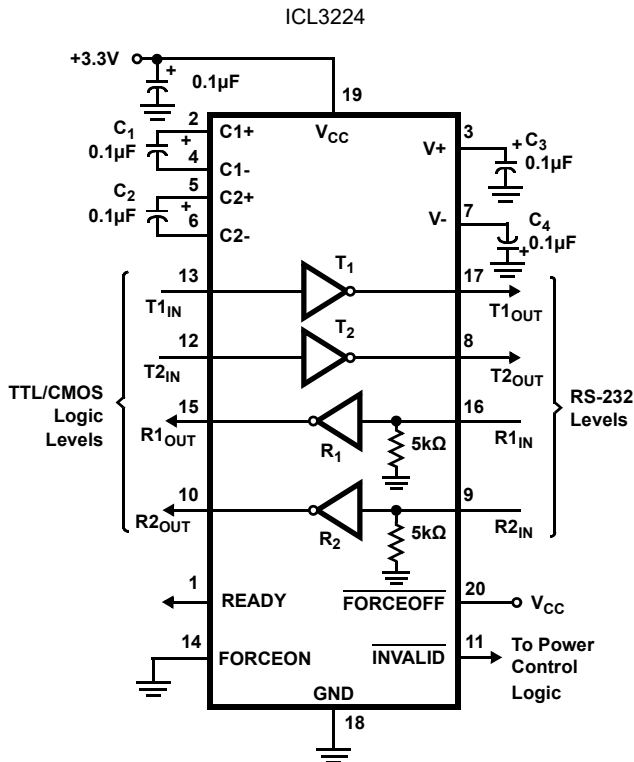 ICL3224
+3.3V
+
0.1µF
19
VCC
2
C1+
C1
0.1µF
+
4
C1-
5
C2+
C2
0.1µF
+
6
C2-
3
V+
+
C3
0.1µF
7
V-
C4
0.1µF
+
13
T1
17
T1IN
T1OUT
12
T2
8
T2IN
T2OUT
TTL/CMOS
Logic
Levels
RS-232
Levels
15
16
R1OUT
R1
5kΩ
R1IN
10
9
R2OUT
R2
5kΩ
R2IN
1
READY
FORCEOFF
20
VCC
14
FORCEON
INVALID
11
To Power
Control
Logic
GND
18